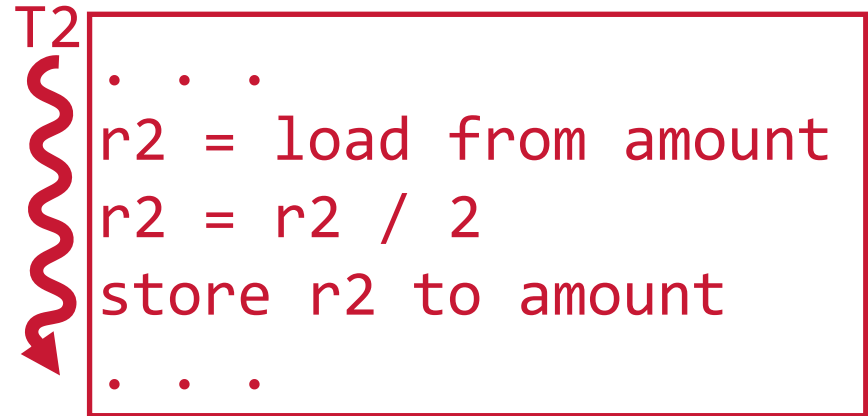 T2
. . .
r2 = load from amount
r2 = r2 / 2
store r2 to amount
. . .